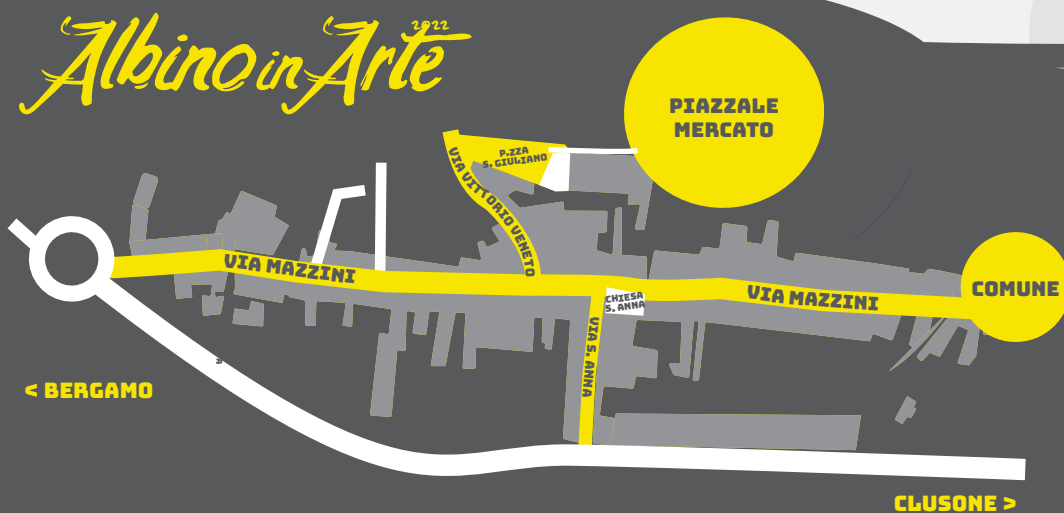 Albino in Arte
2022
PIAZZALE
MERCATO
P.ZZA
S. GIULIANO
VIA VITTORIO VENETO
VIA MAZZINI
CHIESA
S. ANNA
VIA MAZZINI
COMUNE
VIA S. ANNA
< BERGAMO
CLUSONE >